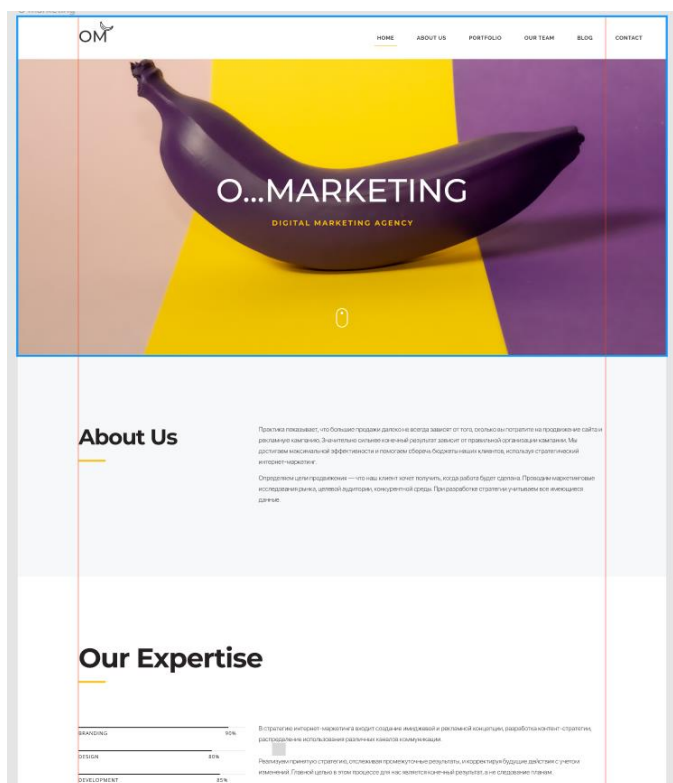 OM
HOME ABOUT US PORTFOLIO OUR TEAM BLOG CONTACT
O...MARKETING
DIGITAL MARKETING AGENCY
About Us
Практика показывает, что большие продажи далеко не всегда зависят от того, сколько вы потратите на продвижение сайта и
рекламную кампанию. Значительно сильнее конечный результат зависит от правильной организации кампании. Мы
достигаем максимальной эффективности и помогаем сберечь бюджеты наших клиентов, используя стратегический
интернет-маркетинг.
Определяем цели продвижения — что наш клиент хочет получить, когда работа будет сделана. Проводим маркетинговые
исследования рынка, целевой аудитории, конкурентной среды. При разработке стратегии учитываем все имеющиеся
данные.
Our Expertise
BRANDING 90%
DESIGN 80%
DEVELOPMENT 85%
В стратегию интернет-маркетинга входит создание имиджевой и рекламной концепции, разработка контент-стратегии,
распределение использования различных каналов коммуникации.
Реализуем принятую стратегию, отслеживая промежуточные результаты, и корректируя будущие действия с учетом
изменений. Главной целью в этом процессе для нас является конечный результат, а не следование планам.